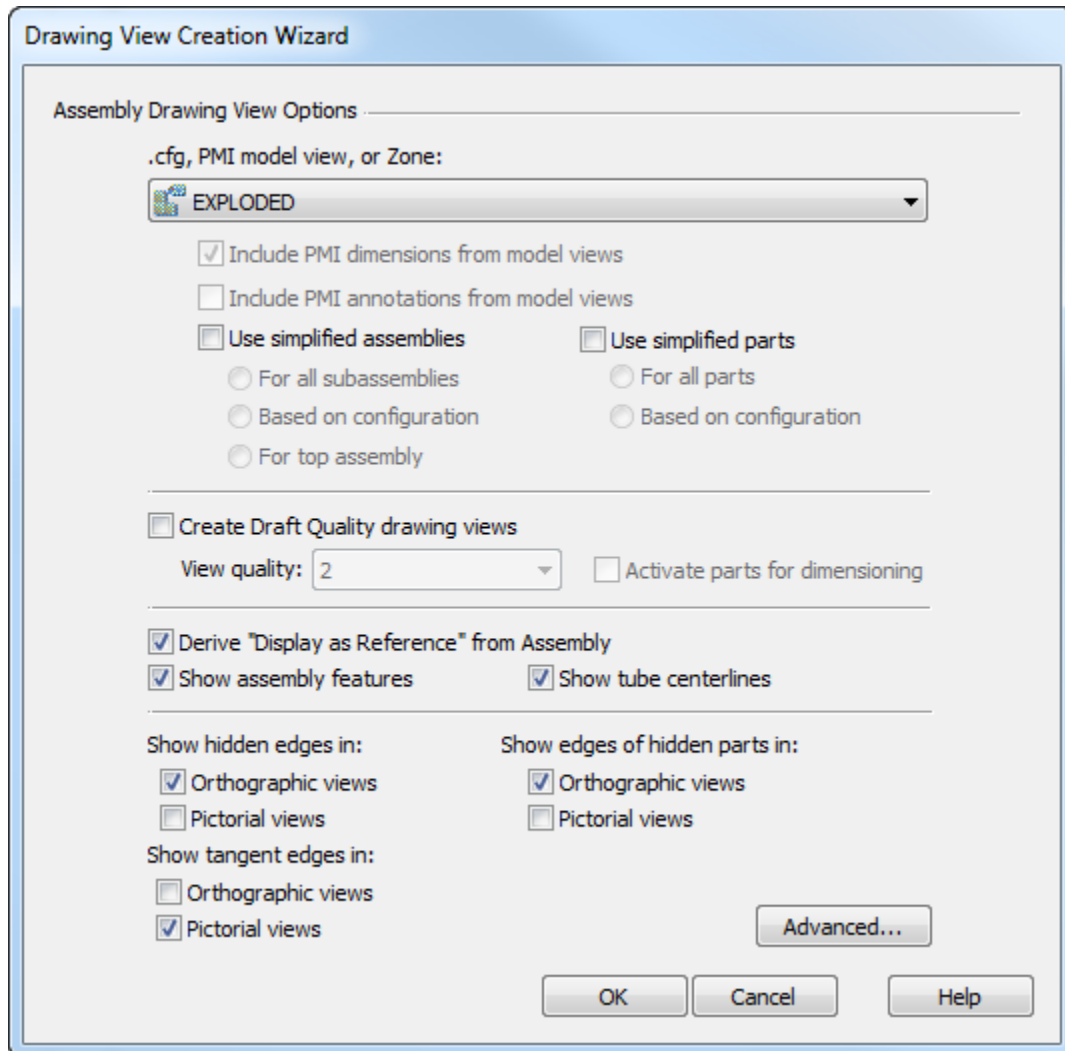 Drawing View Creation Wizard
Assembly Drawing View Options
.cfg, PMI model view, or Zone:
EXPLODED
Include PMI dimensions from model views
Include PMI annotations from model views
Use simplified assemblies Use simplified parts
For all subassemblies For all parts
Based on configuration Based on configuration
For top assembly
Create Draft Quality drawing views
View quality: 2 Activate parts for dimensioning
Derive "Display as Reference" from Assembly
Show assembly features Show tube centerlines
Show hidden edges in: Show edges of hidden parts in:
Orthographic views Orthographic views
Pictorial views Pictorial views
Show tangent edges in:
Orthographic views
Pictorial views
Advanced...
OK Cancel Help